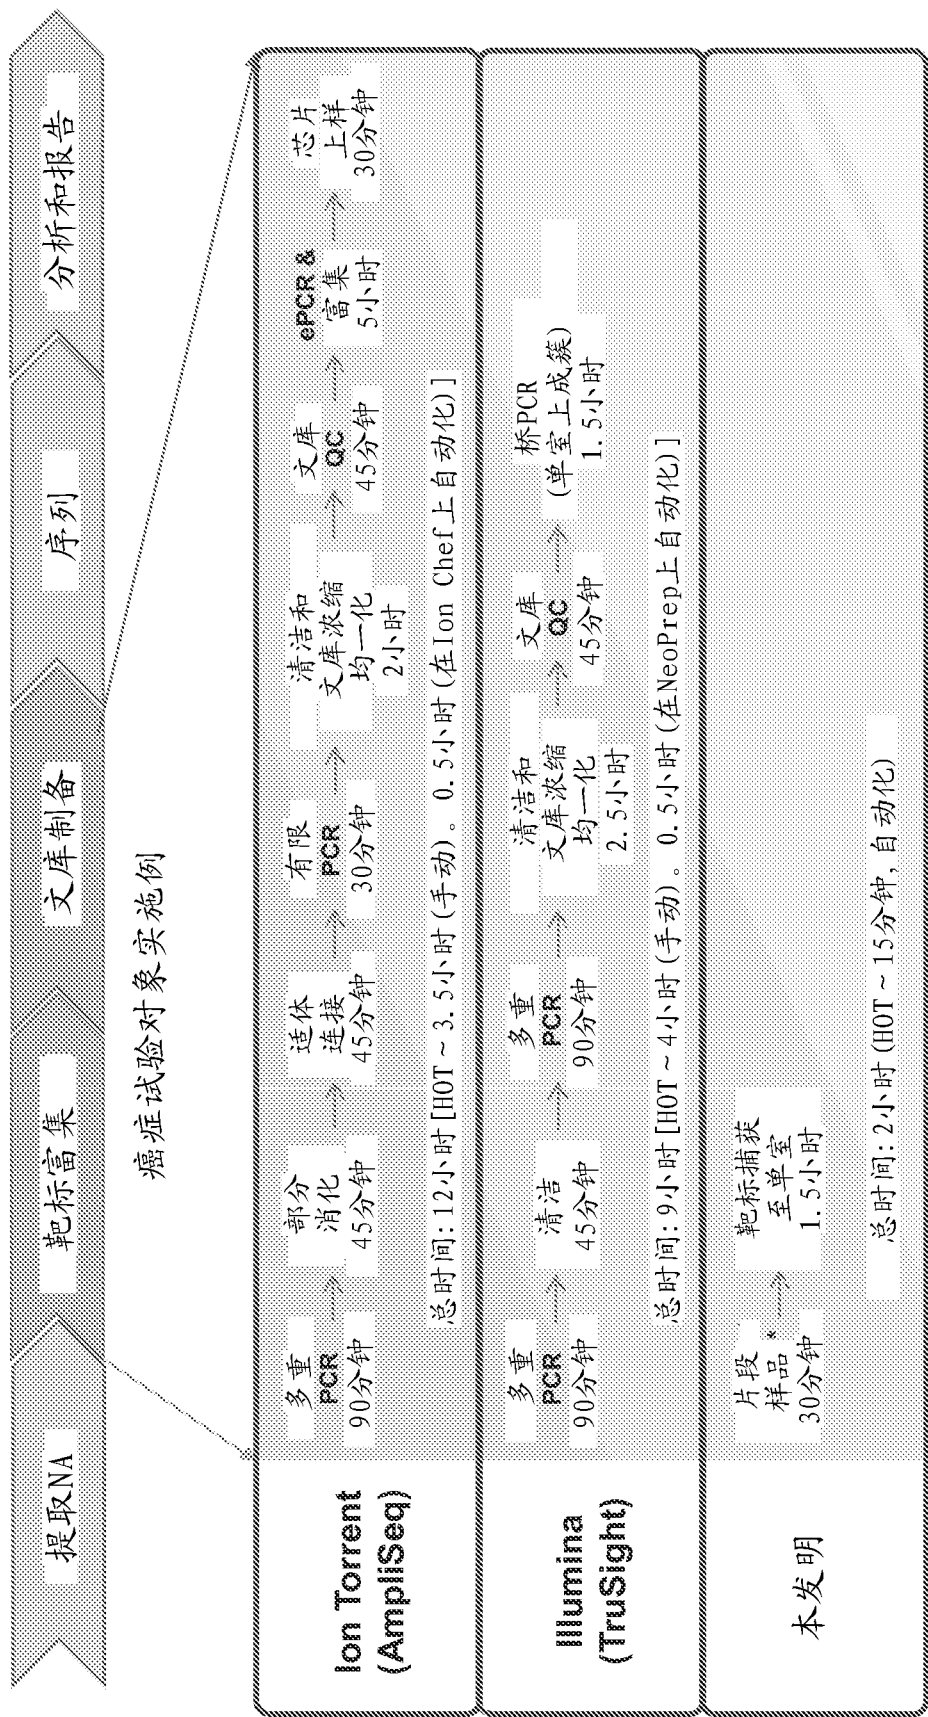 提取NA
靶标富集
文库制备
序列
分析和报告
癌症试验对象实施例
Ion Torrent
(AmpliSeq)
多重
PCR
90分钟
部分
消化
45分钟
适体
连接
45分钟
有限
PCR
30分钟
清洁和
文库浓缩
均一化
2小时
文库
QC
45分钟
ePCR &
富集
5小时
芯片
上样
30分钟
总时间:12小时[HOT~3.5小时(手动)。0.5小时(在Ion Chef上自动化)]
Illumina
(TruSight)
多重
PCR
90分钟
清洁
45分钟
多重
PCR
90分钟
清洁和
文库浓缩
均一化
2.5小时
文库
QC
45分钟
桥PCR
(单室上成簇)
1.5小时
总时间:9小时[HOT~4小时(手动)。0.5小时(在NeoPrep上自动化)]
本发明
片段
样品*
30分钟
靶标捕获
至单室
1.5小时
总时间:2小时(HOT~15分钟,自动化)